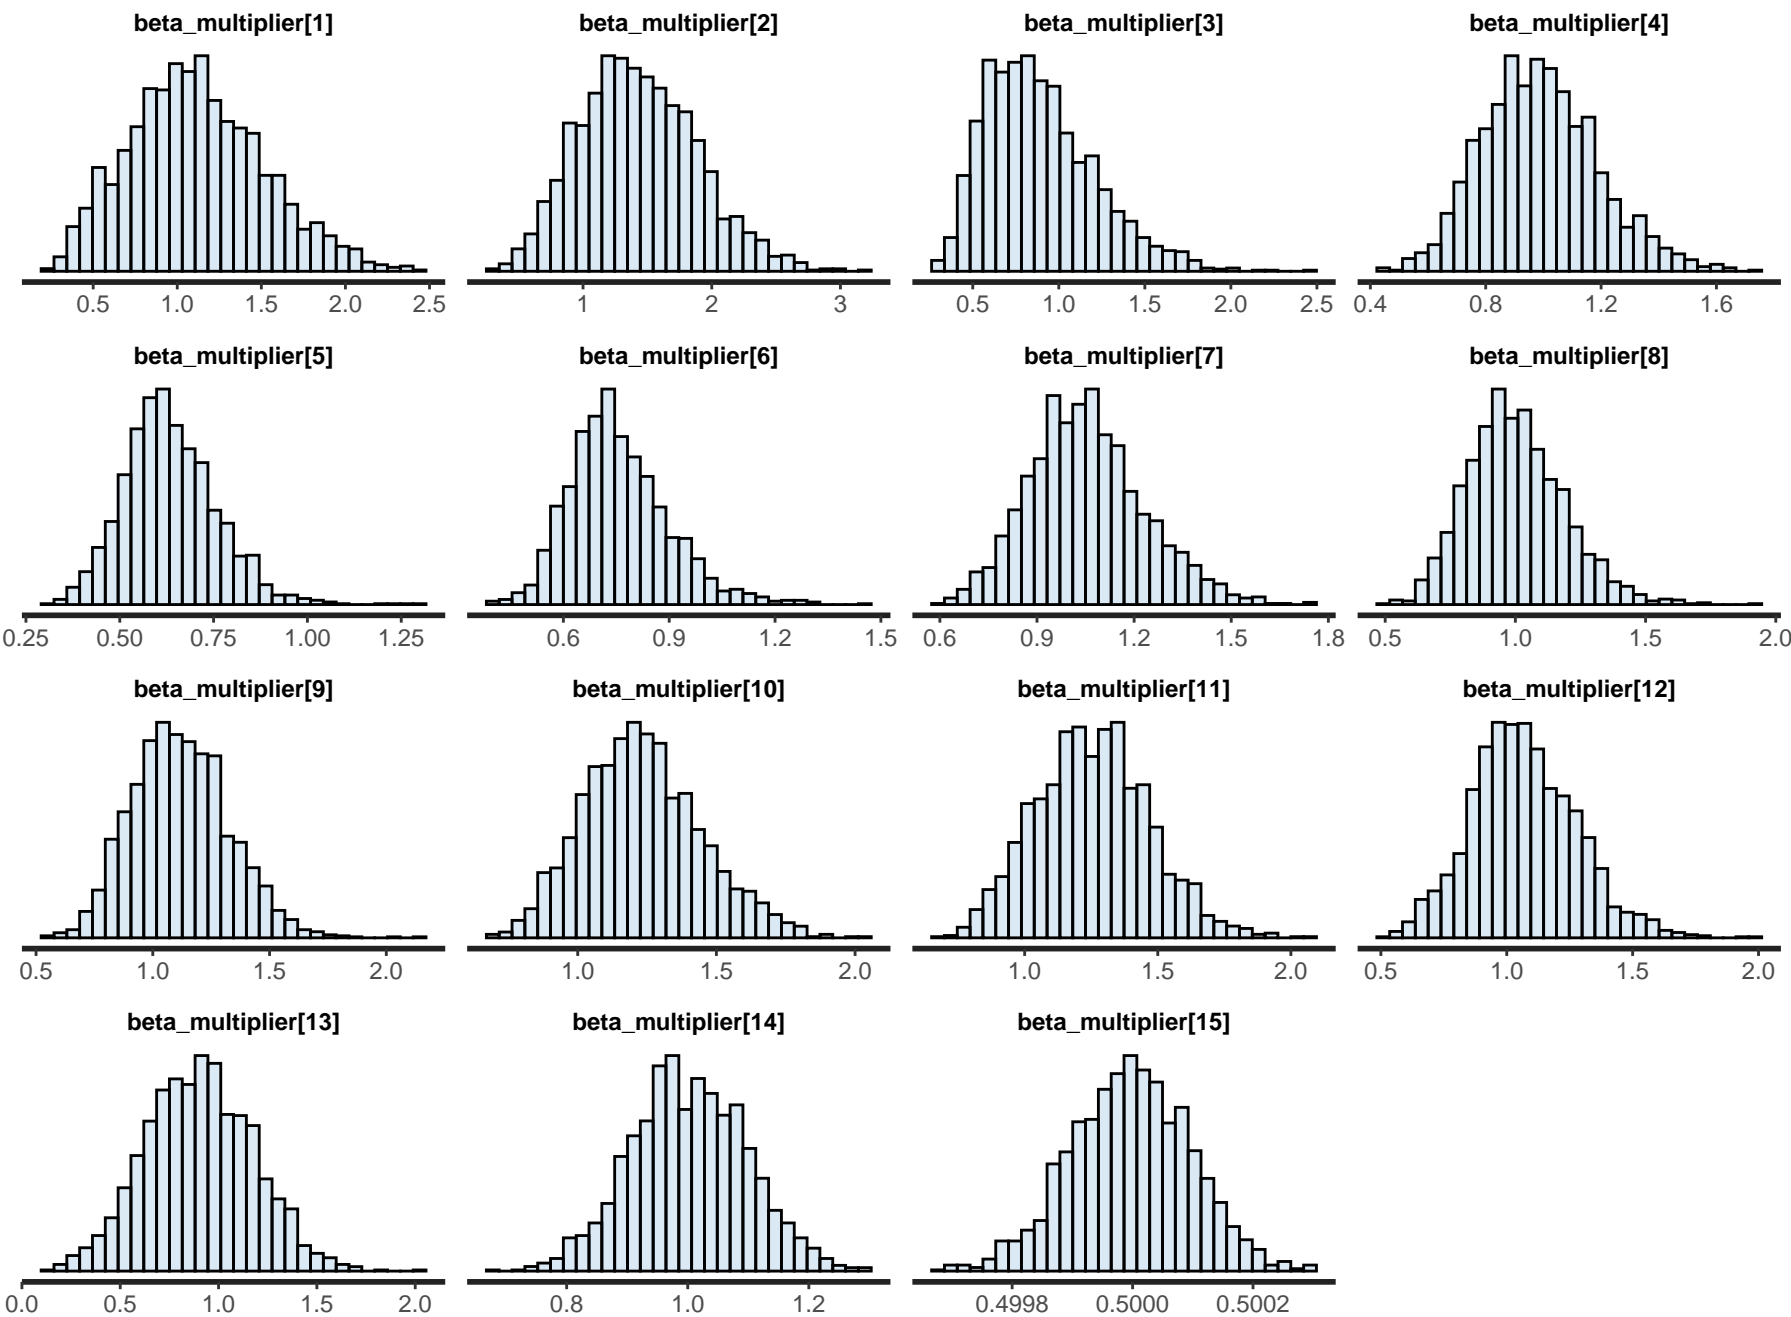 beta_multiplier[1] beta_multiplier[2] beta_multiplier[3] beta_multiplier[4]
0.5 1.0 1.5 2.0 2.5 1 2 3 0.5 1.0 1.5 2.0 2.5 0.4 0.8 1.2 1.6
beta_multiplier[5] beta_multiplier[6] beta_multiplier[7] beta_multiplier[8]
0.25 0.50 0.75 1.00 1.25 0.6 0.9 1.2 1.5 0.6 0.9 1.2 1.5 1.8 0.5 1.0 1.5 2.0
beta_multiplier[9] beta_multiplier[10] beta_multiplier[11] beta_multiplier[12]
0.5 1.0 1.5 2.0 1.0 1.5 2.0 1.0 1.5 2.0 0.5 1.0 1.5 2.0
beta_multiplier[13] beta_multiplier[14] beta_multiplier[15]
0.0 0.5 1.0 1.5 2.0 0.8 1.0 1.2 0.4998 0.5000 0.5002